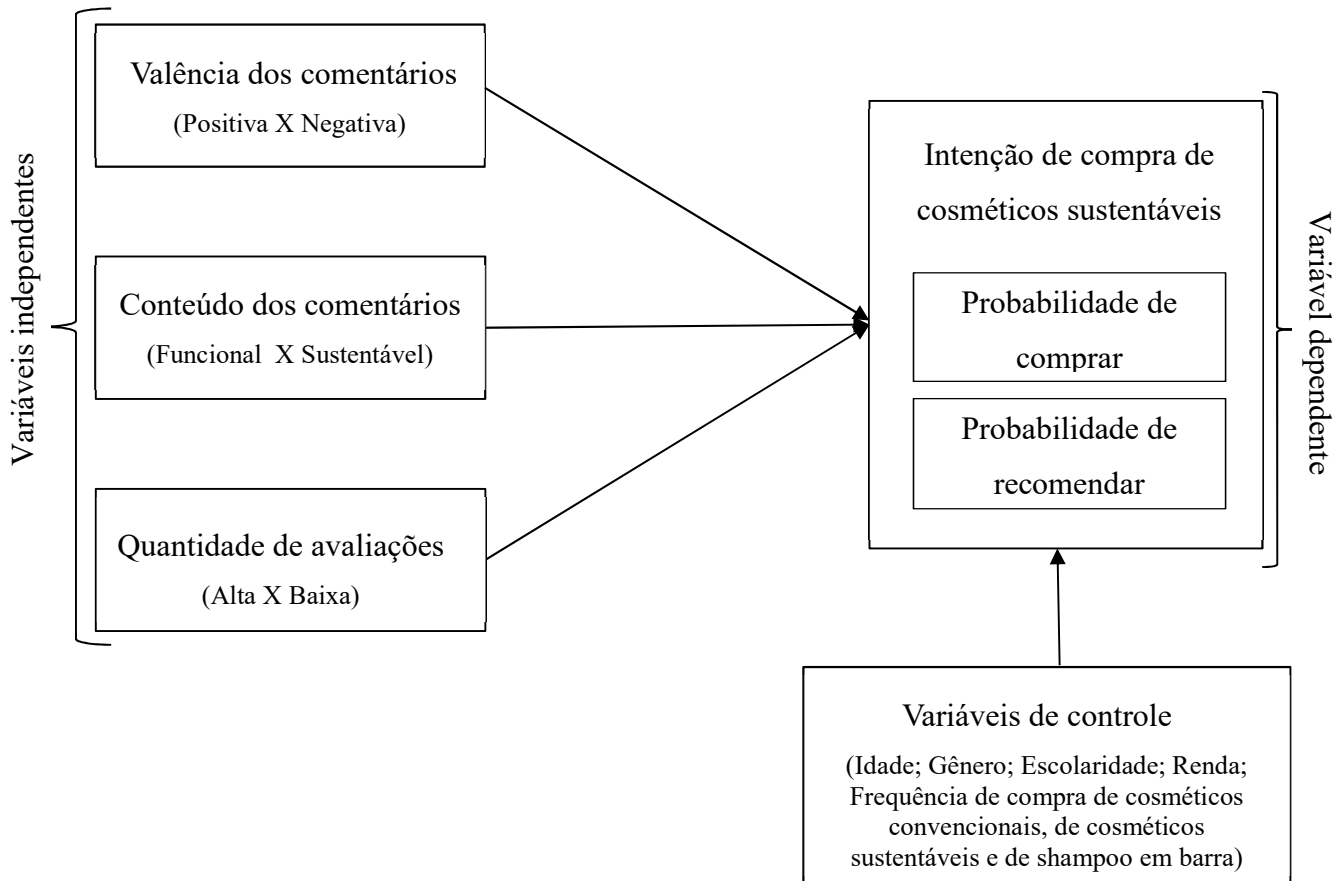 Variáveis independentes
Valência dos comentários
(Positiva X Negativa)
Conteúdo dos comentários
(Funcional X Sustentável)
Quantidade de avaliações
(Alta X Baixa)
Intenção de compra de
cosméticos sustentáveis
Probabilidade de
comprar
Probabilidade de
recomendar
Variável dependente
Variáveis de controle
(Idade; Gênero; Escolaridade; Renda;
Frequência de compra de cosméticos
convencionais, de cosméticos
sustentáveis e de shampoo em barra)